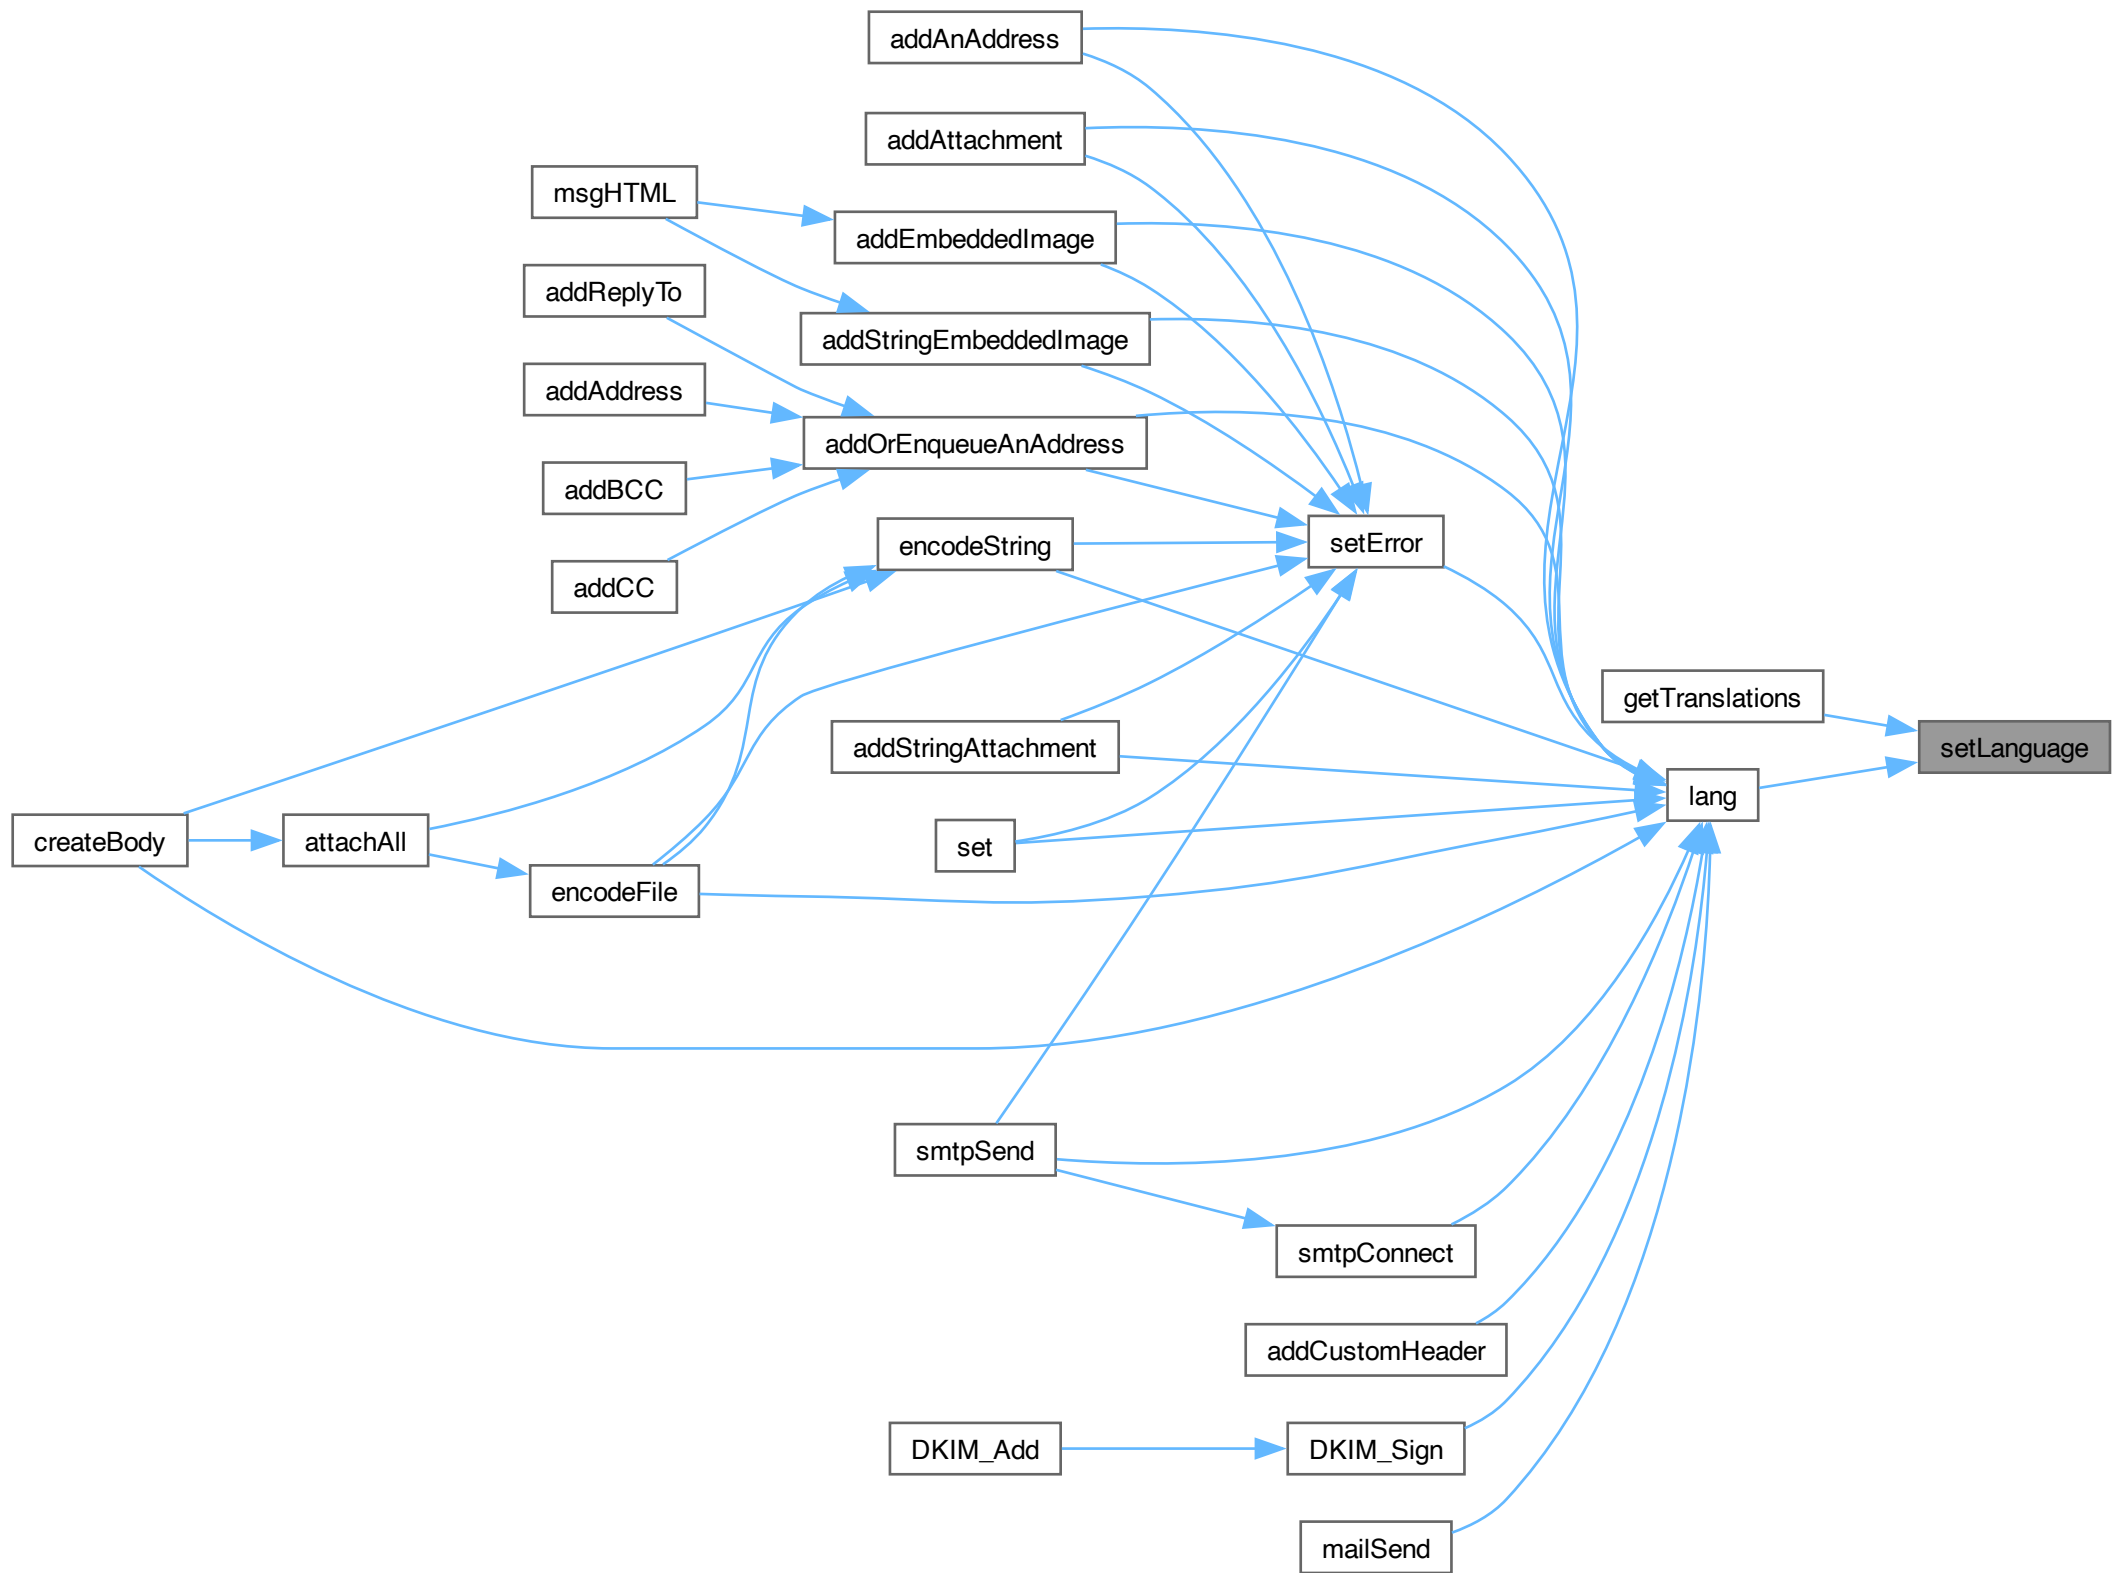 addAnAddress
addAttachment
msgHTML
addEmbeddedImage
addReplyTo
addStringEmbeddedImage
addAddress
addOrEnqueueAnAddress
addBCC
encodeString
setError
addCC
getTranslations
addStringAttachment
setLanguage
lang
createBody
attachAll
set
encodeFile
smtpSend
smtpConnect
addCustomHeader
DKIM_Add
DKIM_Sign
mailSend